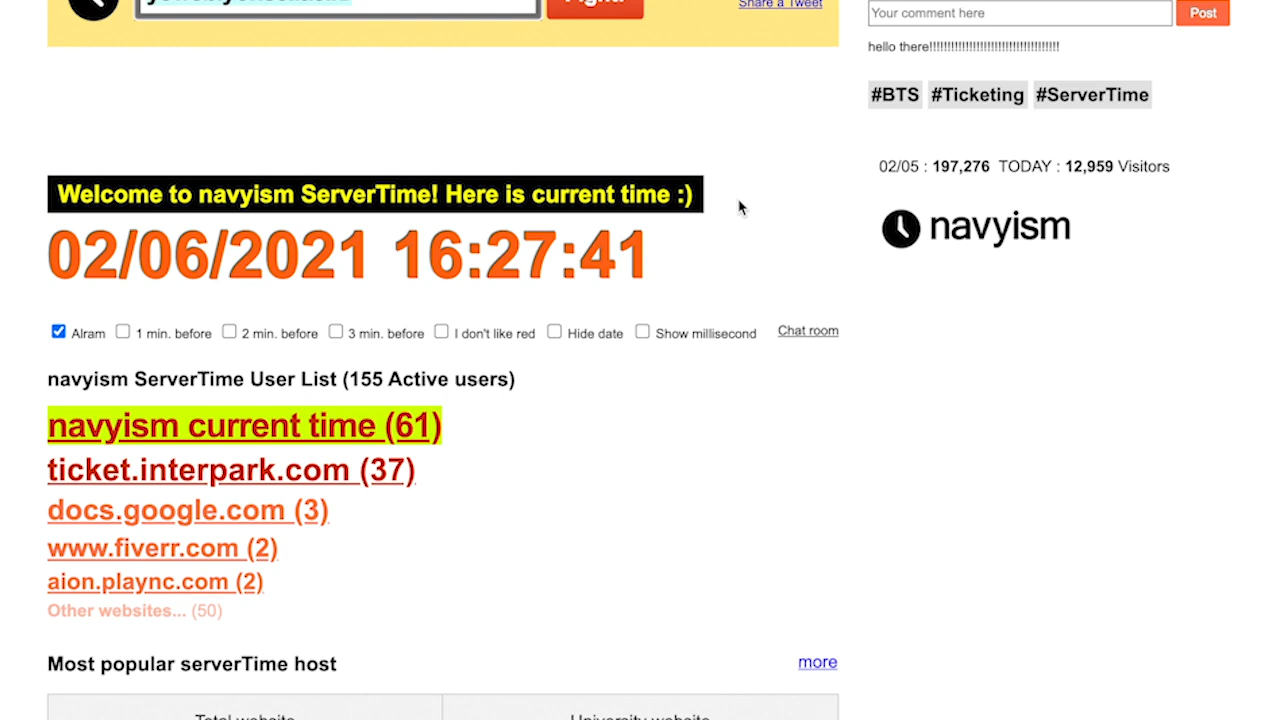 Share a Tweet
Welcome to navyism ServerTime! Here is current time :)
02/06/2021 16:27:41
Alram 1 min. before 2 min. before 3 min. before I don't like red Hide date Show millisecond Chat room
navyism ServerTime User List (155 Active users)
navyism current time (61)
ticket.interpark.com (37)
docs.google.com (3)
www.fiverr.com (2)
aion.plaync.com (2)
Other websites... (50)
Most popular serverTime host more
Total website University website
Your comment here Post
hello there!!!!!!!!!!!!!!!!!!!!!!!!!!!!!!!!!!!!
#BTS #Ticketing #ServerTime
02/05 : 197,276 TODAY : 12,959 Visitors
navyism